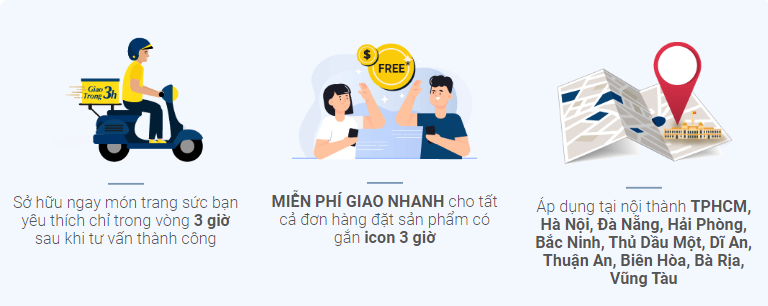 Giao
Trong 3h
$
FREE*
Sở hữu ngay món trang sức bạn
yêu thích chỉ trong vòng 3 giờ
sau khi tư vấn thành công
MIỄN PHÍ GIAO NHANH cho tất
cả đơn hàng đặt sản phẩm có
gắn icon 3 giờ
Áp dụng tại nội thành TPHCM,
Hà Nội, Đà Nẵng, Hải Phòng,
Bắc Ninh, Thủ Dầu Một, Dĩ An,
Thuận An, Biên Hòa, Bà Rịa,
Vũng Tàu